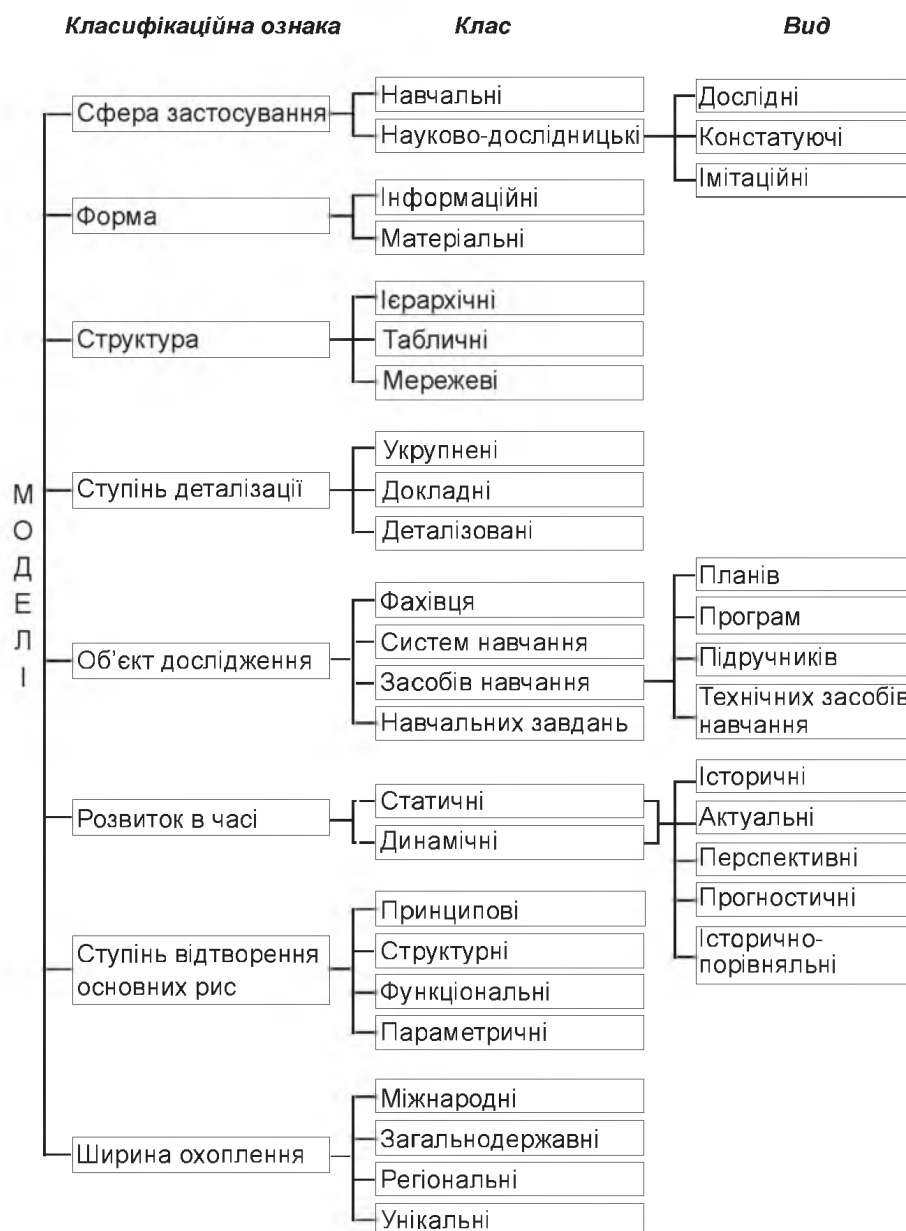 Класифікаційна ознака Клас Вид
МОДЕЛІ
Сфера застосування
Навчальні
Науково-дослідницькі
Дослідні
Констатуючі
Імітаційні
Форма
Інформаційні
Матеріальні
Структура
Ієрархічні
Табличні
Мережеві
Ступінь деталізації
Укрупнені
Докладні
Деталізовані
Об’єкт дослідження
Фахівця
Систем навчання
Засобів навчання
Навчальних завдань
Планів
Програм
Підручників
Технічних засобів
навчання
Розвиток в часі
Статичні
Динамічні
Історичні
Актуальні
Перспективні
Прогностичні
Історично-
порівняльні
Ступінь відтворення
основних рис
Принципові
Структурні
Функціональні
Параметричні
Ширина охоплення
Міжнародні
Загальнодержавні
Регіональні
Унікальні